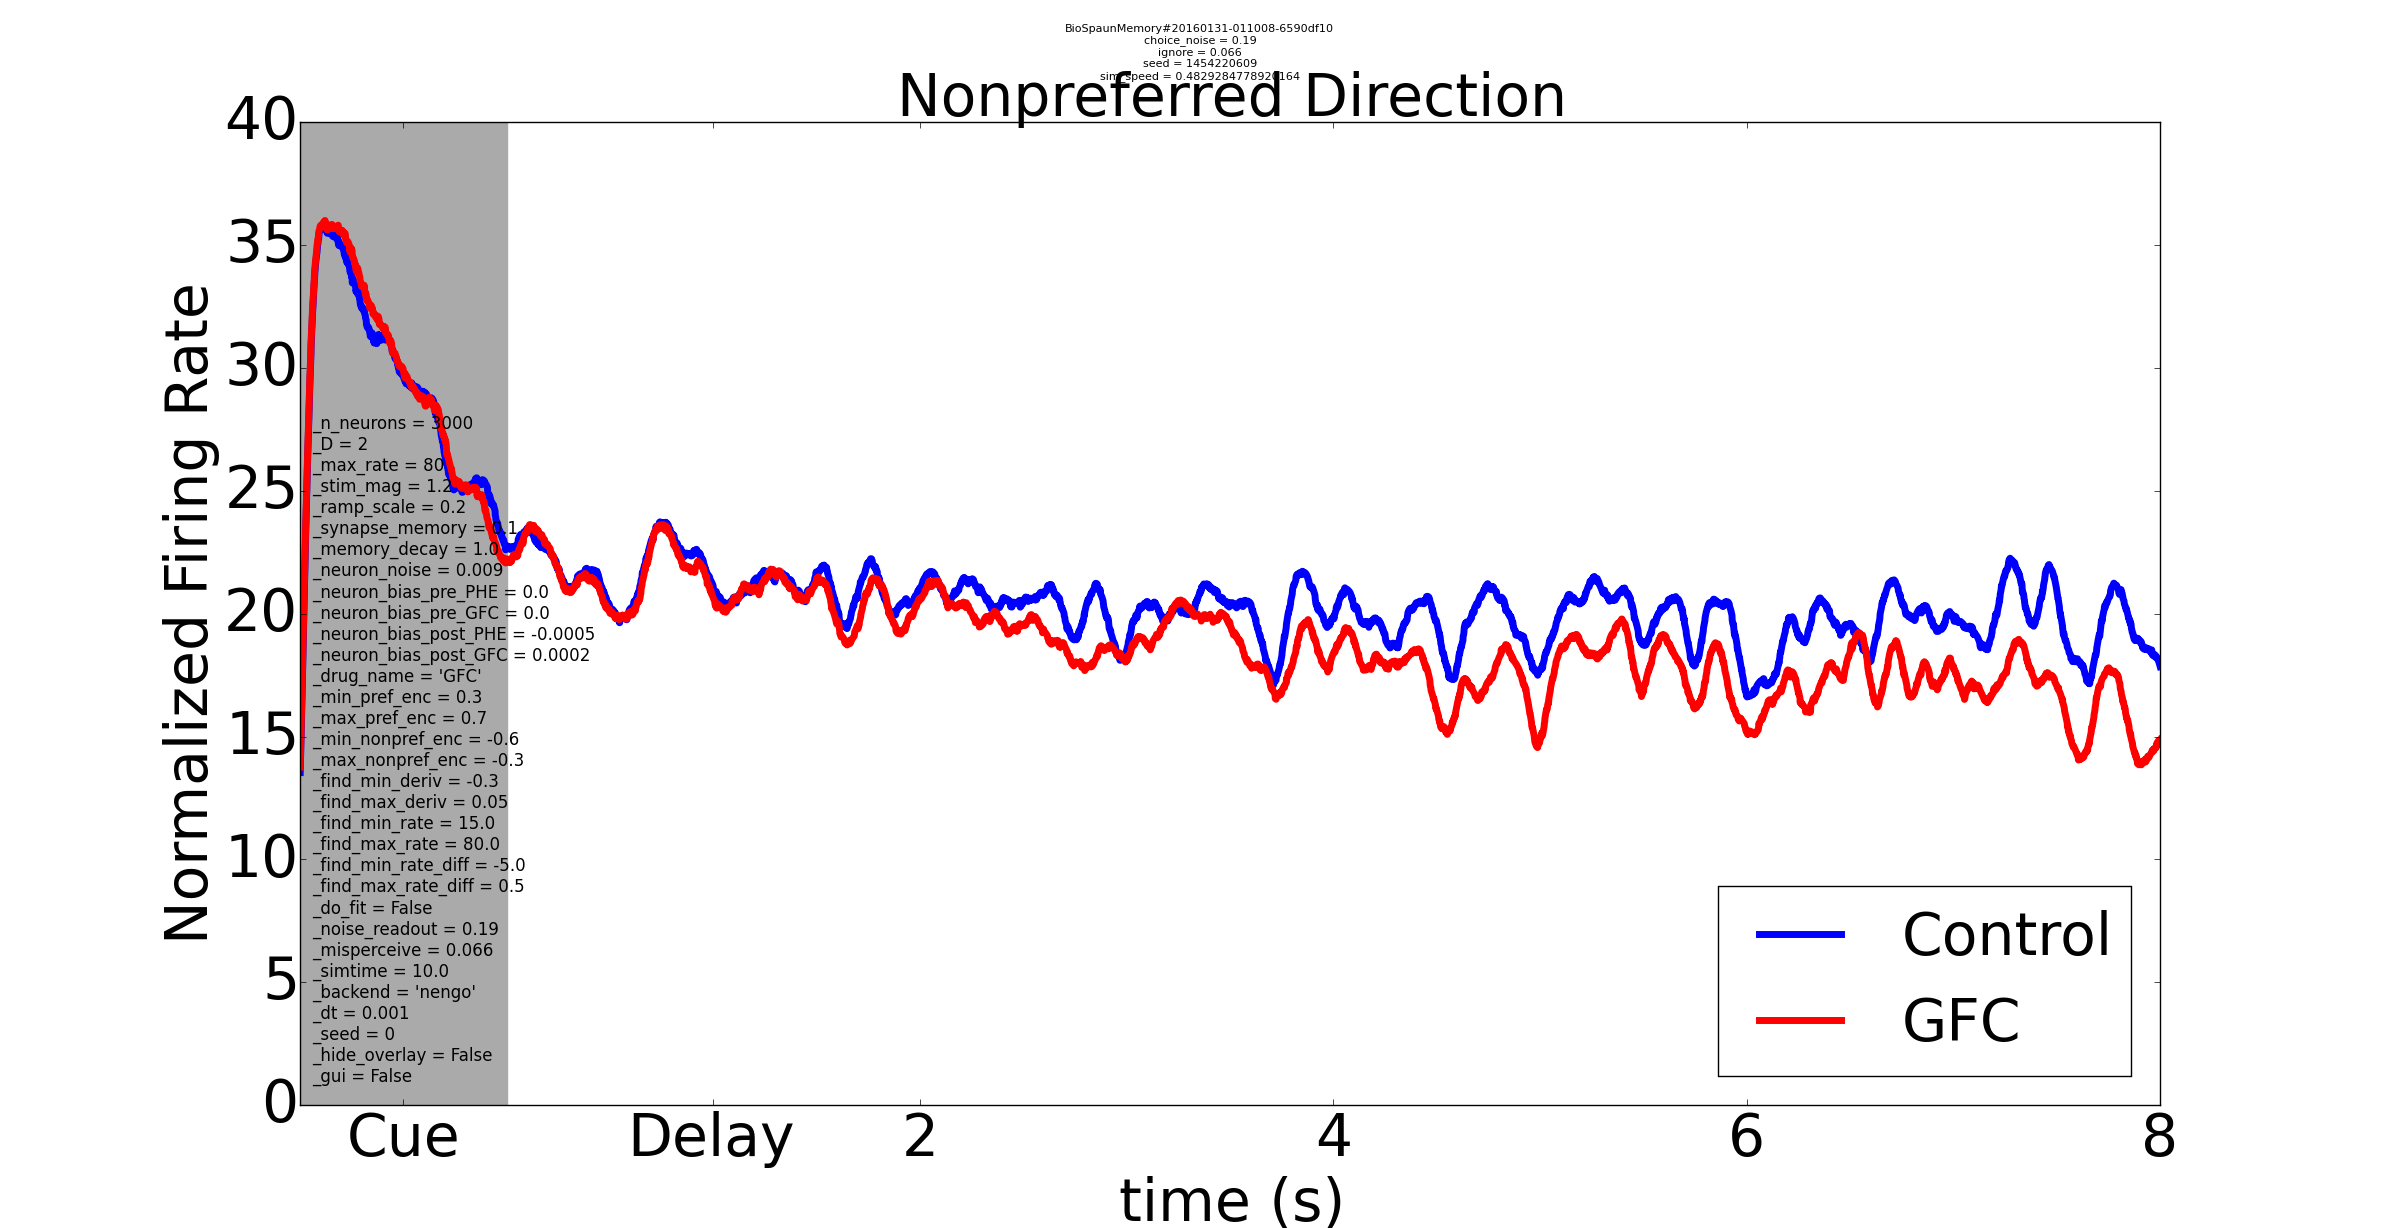 BioSpaunMemory#20160131-011008-6590df10
choice_noise = 0.19
ignore = 0.066
seed = 1454220609
sim_speed = 0.4829284778920164
Nonpreferred Direction
Normalized Firing Rate
40
35
30
25
20
15
10
5
0
_n_neurons = 3000
_D = 2
_max_rate = 80
_stim_mag = 1.2
_ramp_scale = 0.2
_synapse_memory = 0.1
_memory_decay = 1.0
_neuron_noise = 0.009
_neuron_bias_pre_PHE = 0.0
_neuron_bias_pre_GFC = 0.0
_neuron_bias_post_PHE = -0.0005
_neuron_bias_post_GFC = 0.0002
_drug_name = 'GFC'
_min_pref_enc = 0.3
_max_pref_enc = 0.7
_min_nonpref_enc = -0.6
_max_nonpref_enc = -0.3
_find_min_deriv = -0.3
_find_max_deriv = 0.05
_find_min_rate = 15.0
_find_max_rate = 80.0
_find_min_rate_diff = -5.0
_find_max_rate_diff = 0.5
_do_fit = False
_noise_readout = 0.19
_misperceive = 0.066
_simtime = 10.0
_backend = 'nengo'
_dt = 0.001
_seed = 0
_hide_overlay = False
_gui = False
Control
GFC
Cue Delay 2 4 6 8
time (s)